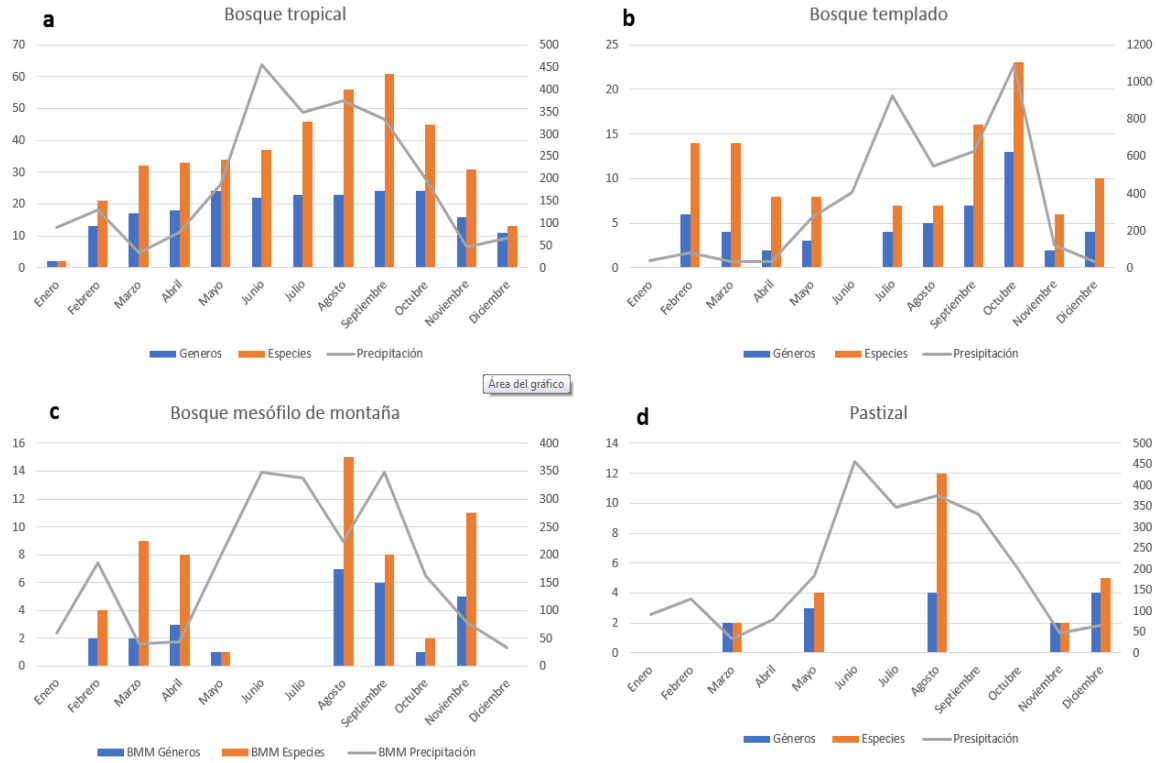 a
Bosque tropical
70
60
50
40
30
20
10
0
500
450
400
350
300
250
200
150
100
50
0
Enero
Febrero
Marzo
Abril
Mayo
Junio
Julio
Agosto
Septiembre
Octubre
Noviembre
Diciembre
Generos
Especies
Precipitación
b
Bosque templado
25
20
15
10
5
0
1200
1000
800
600
400
200
0
Enero
Febrero
Marzo
Abril
Mayo
Junio
Julio
Agosto
Septiembre
Octubre
Noviembre
Diciembre
Géneros
Especies
Presipitación
Área del gráfico
c
Bosque mesófilo de montaña
16
14
12
10
8
6
4
2
0
400
350
300
250
200
150
100
50
0
Enero
Febrero
Marzo
Abril
Mayo
Junio
Julio
Agosto
Septiembre
Octubre
Noviembre
Diciembre
BMM Géneros
BMM Especies
BMM Precipitación
d
Pastizal
14
12
10
8
6
4
2
0
500
450
400
350
300
250
200
150
100
50
0
Enero
Febrero
Marzo
Abril
Mayo
Junio
Julio
Agosto
Septiembre
Octubre
Noviembre
Diciembre
Géneros
Especies
Presipitación